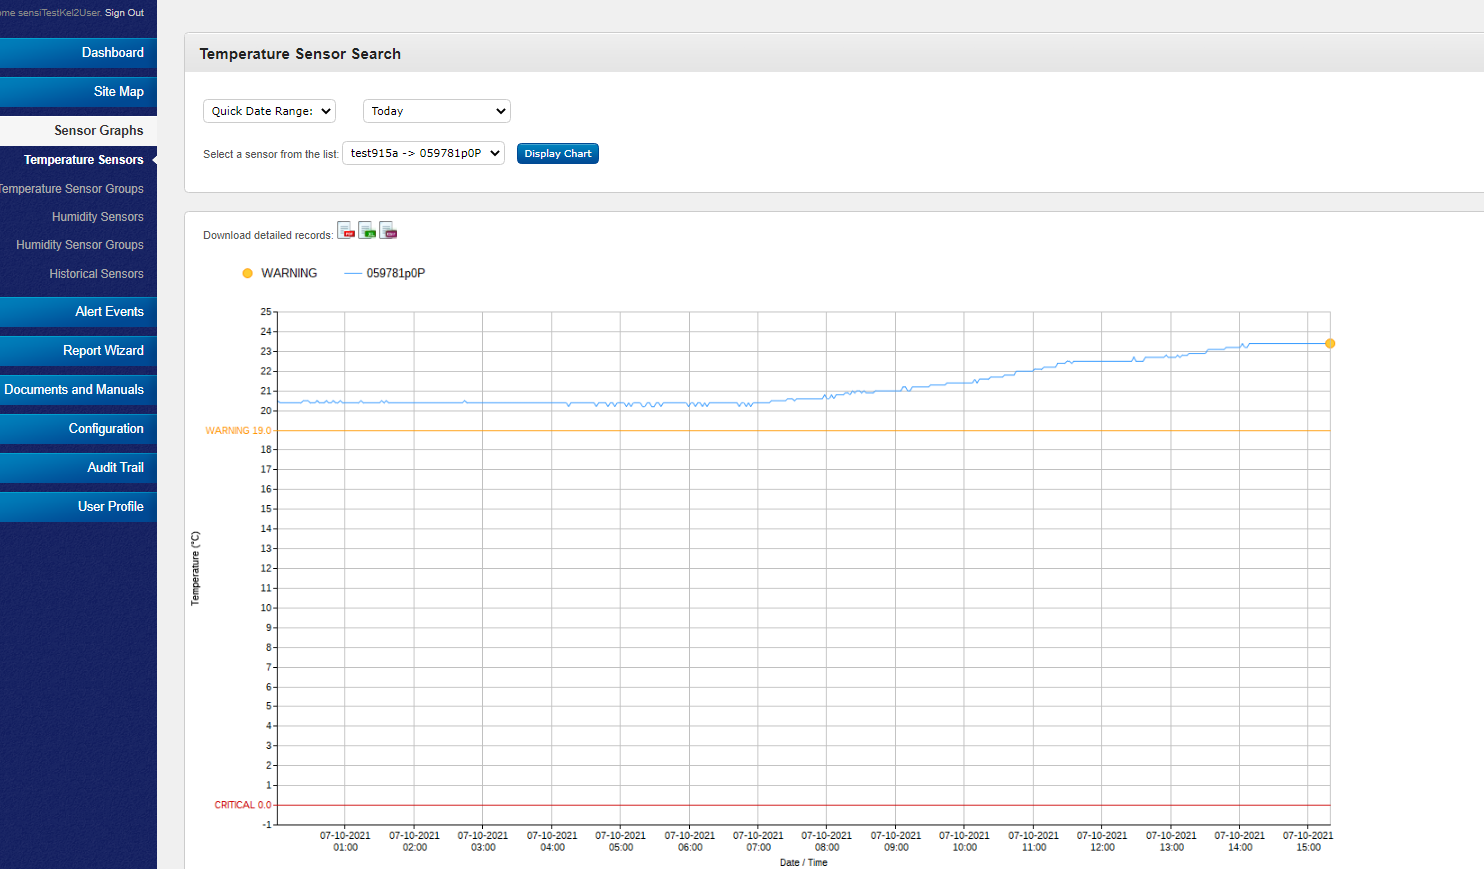 ome sensiTestKel2User. Sign Out
Dashboard
Site Map
Sensor Graphs
Temperature Sensors
Temperature Sensor Groups
Humidity Sensors
Humidity Sensor Groups
Historical Sensors
Alert Events
Report Wizard
Documents and Manuals
Configuration
Audit Trail
User Profile
Temperature Sensor Search
Quick Date Range: Today
Select a sensor from the list: test915a -> 059781p0P Display Chart
Download detailed records:
WARNING 059781p0P
25
24
23
22
21
20
WARNING 19.0
18
17
16
15
14
13
12
11
10
9
8
7
6
5
4
3
2
1
CRITICAL 0.0
-1
Temperature (°C)
07-10-2021 07-10-2021 07-10-2021 07-10-2021 07-10-2021 07-10-2021 07-10-2021 07-10-2021 07-10-2021 07-10-2021 07-10-2021 07-10-2021 07-10-2021 07-10-2021 07-10-2021
01:00 02:00 03:00 04:00 05:00 06:00 07:00 08:00 09:00 10:00 11:00 12:00 13:00 14:00 15:00
Date / Time